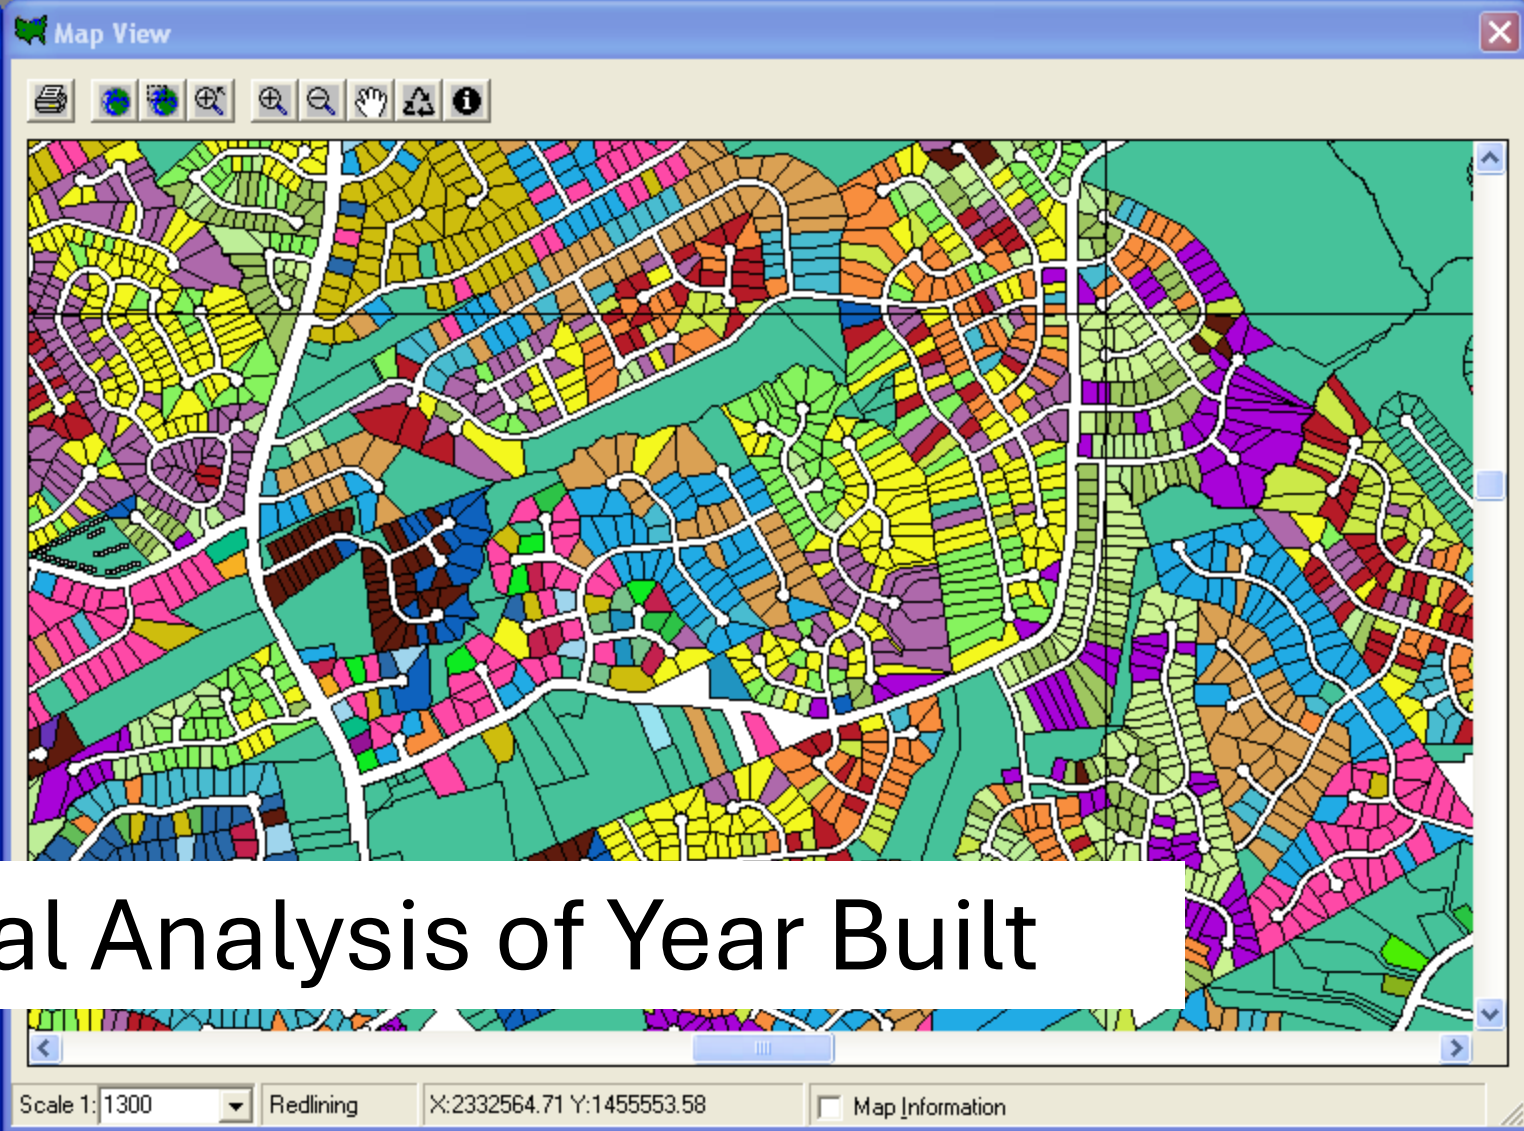 Map View
al Analysis of Year Built
Scale 1: 1300 Redlining X:2332564.71 Y:1455553.58 Map Information